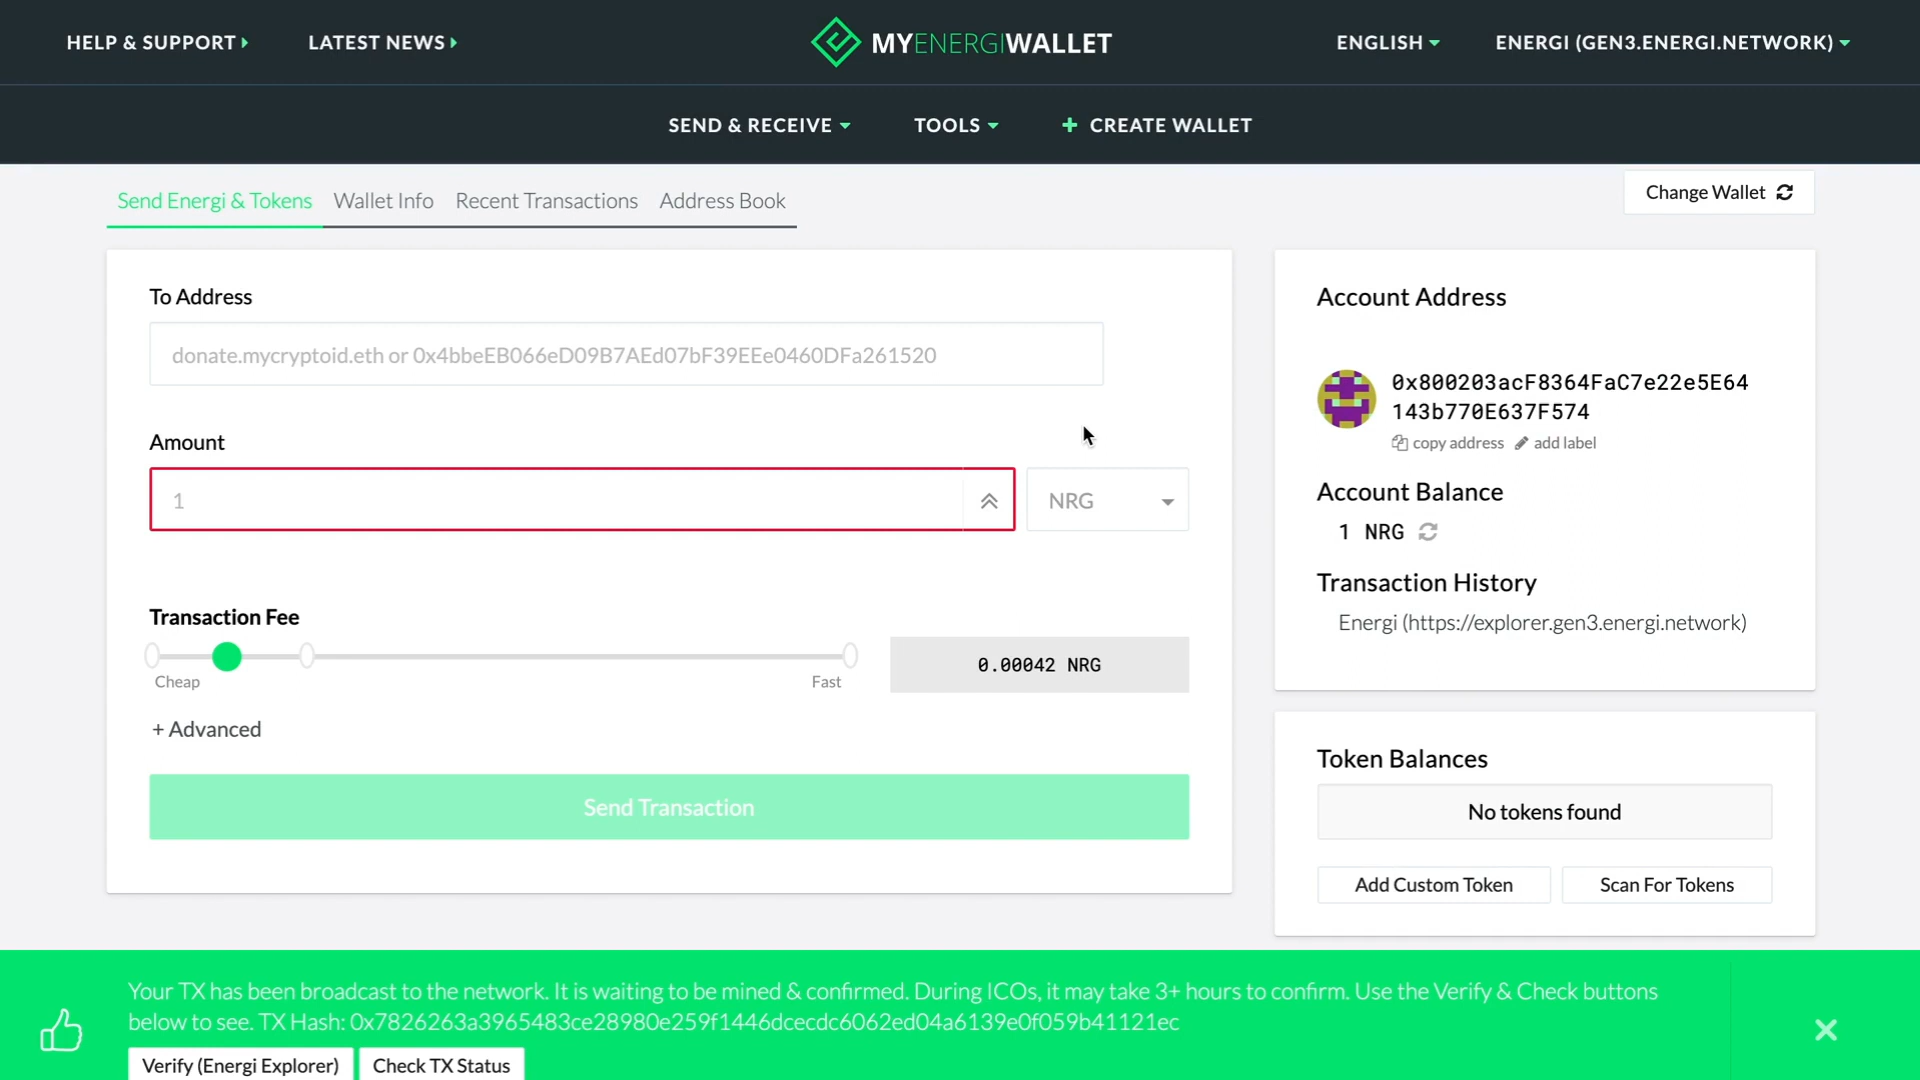 HELP & SUPPORT
LATEST NEWS
MYENERGIWALLET
ENGLISH
ENERGI (GEN3.ENERGI.NETWORK)
SEND & RECEIVE
TOOLS
+ CREATE WALLET
Send Energi & Tokens
Wallet Info
Recent Transactions
Address Book
Change Wallet
To Address
donate.mycryptoid.eth or 0x4bbeEB066eD09B7AEd07bF39EEe0460DFa261520
Amount
1
NRG
Transaction Fee
Cheap
Fast
0.00042 NRG
+ Advanced
Send Transaction
Account Address
0x800203acF8364FaC7e22e5E64
143b770E637F574
copy address
add label
Account Balance
1 NRG
Transaction History
Energi (https://explorer.gen3.energi.network)
Token Balances
No tokens found
Add Custom Token
Scan For Tokens
Your TX has been broadcast to the network. It is waiting to be mined & confirmed. During ICOs, it may take 3+ hours to confirm. Use the Verify & Check buttons
below to see. TX Hash: 0x7826263a3965483ce28980e259f1446dcecdc6062ed04a6139e0f059b41121ec
Verify (Energi Explorer)
Check TX Status